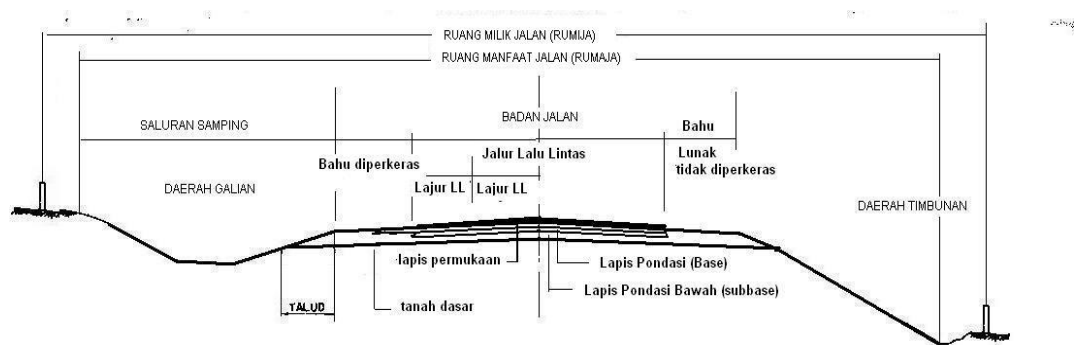 RUANG MILIK JALAN (RUMIJA)
RUANG MANFAAT JALAN (RUMAJA)
SALURAN SAMPING
BADAN JALAN
Bahu
Bahu diperkeras
Jalur Lalu Lintas
Lunak
tidak diperkeras
Lajur LL
Lajur LL
DAERAH GALIAN
DAERAH TIMBUNAN
lapis permukaan
Lapis Pondasi (Base)
Lapis Pondasi Bawah (subbase)
TALUD
tanah dasar